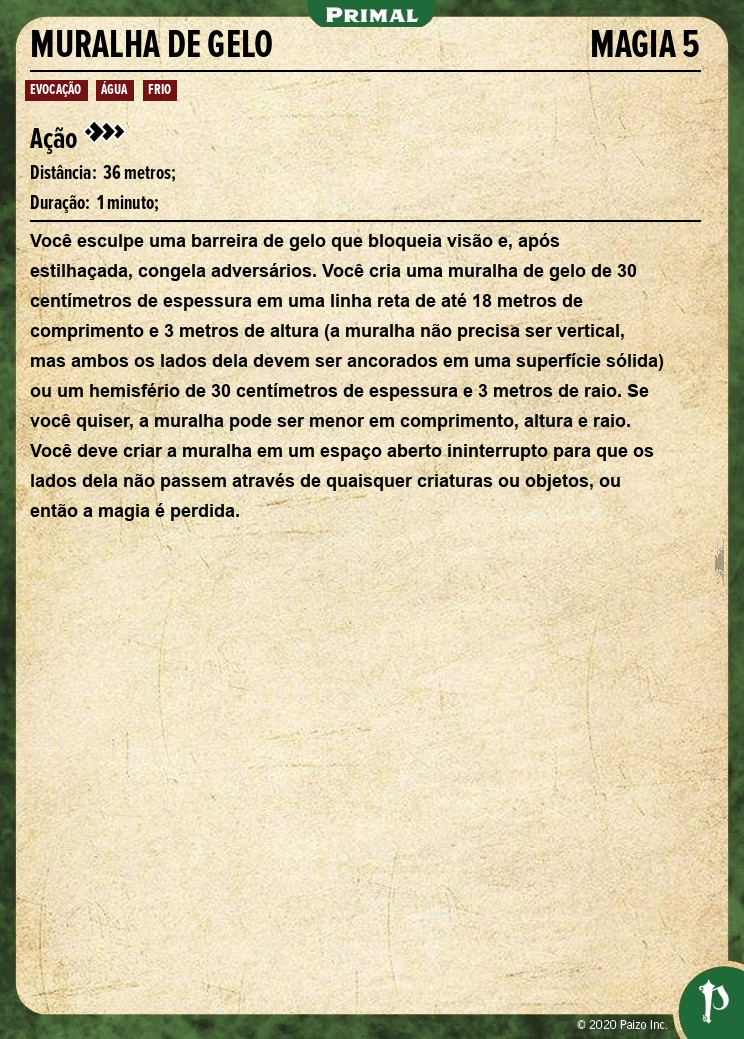 PRIMAL
MURALHA DE GELO MAGIA 5
EVOCAÇÃO ÁGUA FRIO
Ação
Distância: 36 metros;
Duração: 1 minuto;
Você esculpe uma barreira de gelo que bloqueia visão e, após
estilhaçada, congela adversários. Você cria uma muralha de gelo de 30
centímetros de espessura em uma linha reta de até 18 metros de
comprimento e 3 metros de altura (a muralha não precisa ser vertical,
mas ambos os lados dela devem ser ancorados em uma superfície sólida)
ou um hemisfério de 30 centímetros de espessura e 3 metros de raio. Se
você quiser, a muralha pode ser menor em comprimento, altura e raio.
Você deve criar a muralha em um espaço aberto ininterrupto para que os
lados dela não passem através de quaisquer criaturas ou objetos, ou
então a magia é perdida.
© 2020 Paizo Inc.